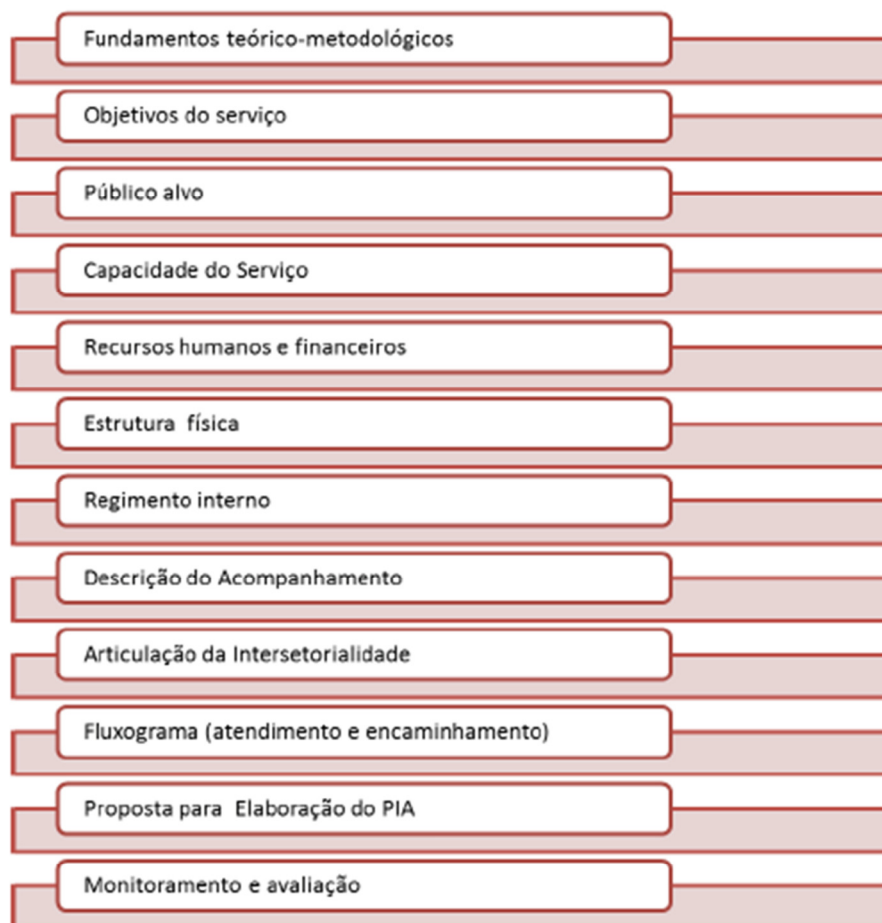 Fundamentos teórico-metodológicos
Objetivos do serviço
Público alvo
Capacidade do Serviço
Recursos humanos e financeiros
Estrutura física
Regimento interno
Descrição do Acompanhamento
Articulação da Intersetorialidade
Fluxograma (atendimento e encaminhamento)
Proposta para Elaboração do PIA
Monitoramento e avaliação